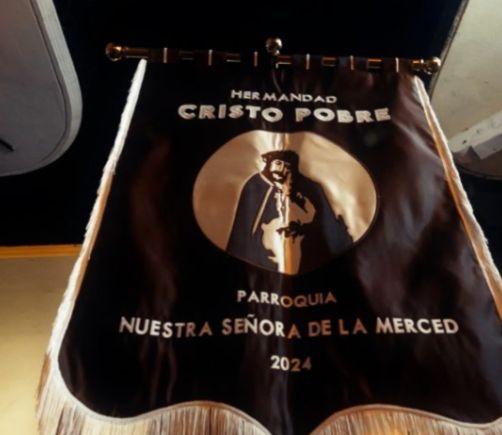 HERMANDAD
CRISTO POBRE
PARROQUIA
NUESTRA SEÑORA DE LA MERCED
2024